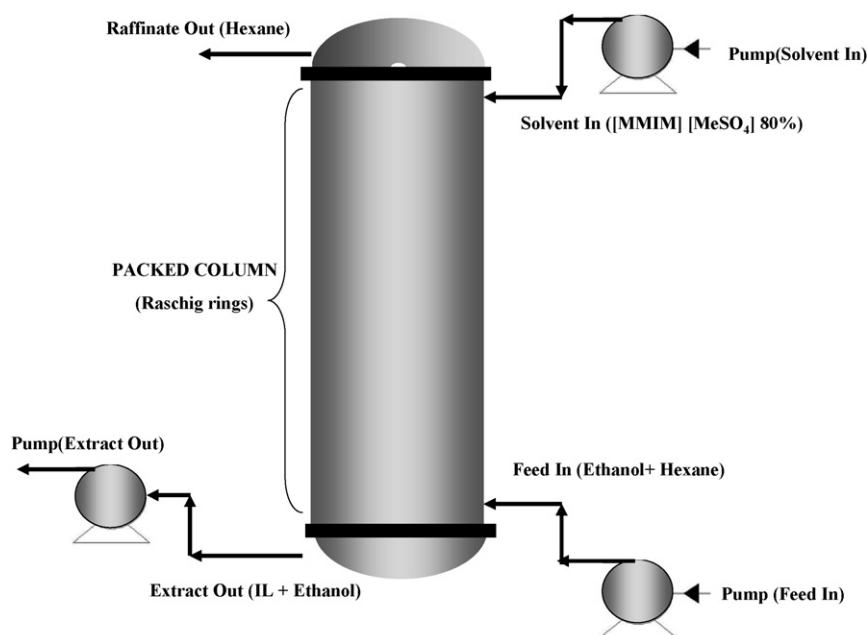 Raffinate Out (Hexane)
Pump(Solvent In)
Solvent In ([MMIM] [MeSO₄] 80%)
PACKED COLUMN
(Raschig rings)
Pump(Extract Out)
Feed In (Ethanol+ Hexane)
Extract Out (IL + Ethanol)
Pump (Feed In)